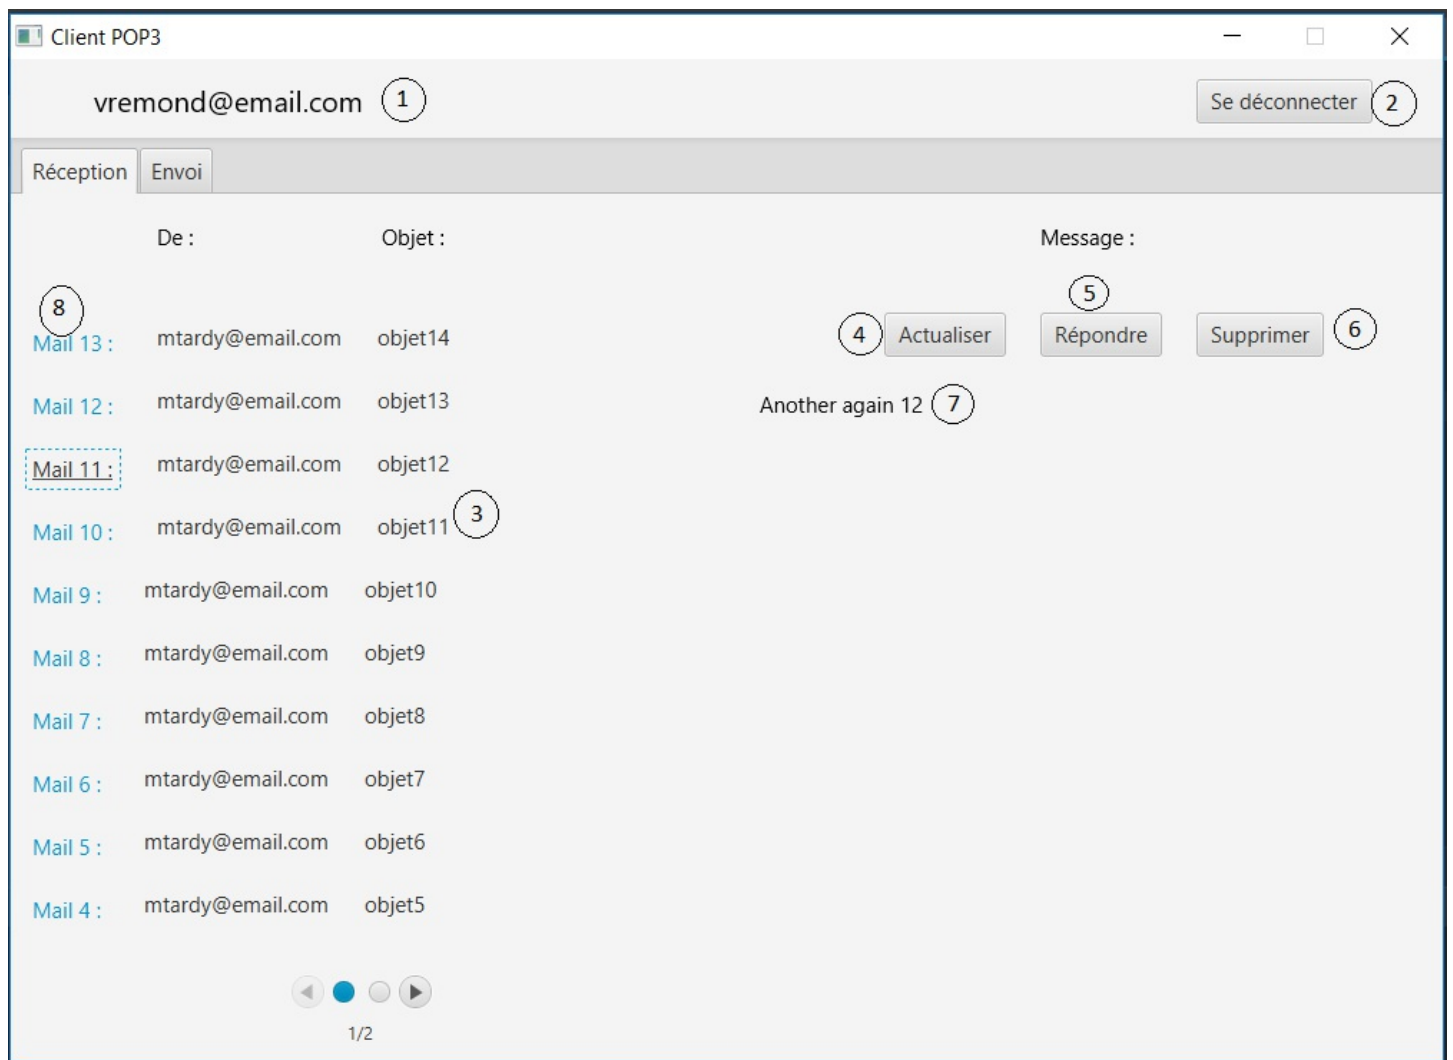 Client POP3
vremond@email.com 1 Se déconnecter 2
Réception Envoi
De : Objet : Message :
8 5
Mail 13 : mtardy@email.com objet14 4 Actualiser Répondre Supprimer 6
Mail 12 : mtardy@email.com objet13 Another again 12 7
Mail 11 : mtardy@email.com objet12
3
Mail 10 : mtardy@email.com objet11
Mail 9 : mtardy@email.com objet10
Mail 8 : mtardy@email.com objet9
Mail 7 : mtardy@email.com objet8
Mail 6 : mtardy@email.com objet7
Mail 5 : mtardy@email.com objet6
Mail 4 : mtardy@email.com objet5
1/2